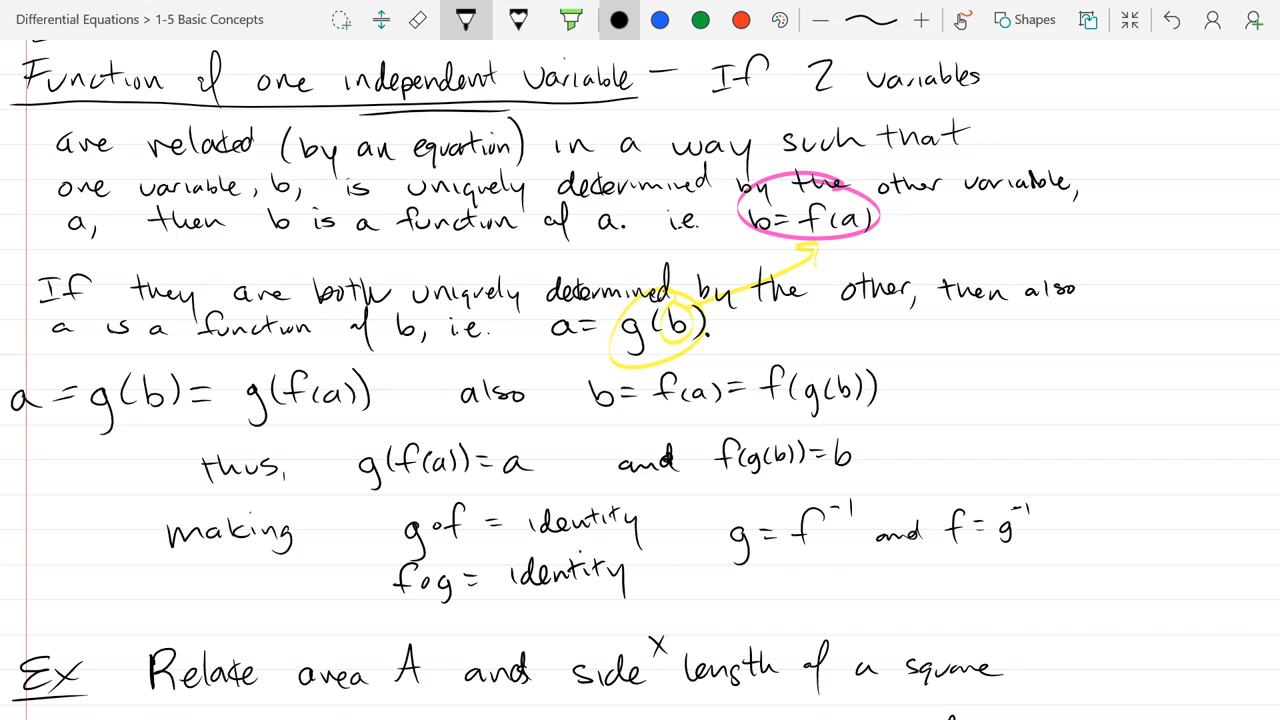 Differential Equations > 1-5 Basic Concepts
Shapes
Function of one independent variable — If 2 variables
are related (by an equation) in a way such that
one variable, b, is uniquely determined by the other variable,
a, then b is a function of a. i.e. b = f(a)
If they are both uniquely determined by the other, then also
a is a function of b, i.e. a = g(b).
a = g(b) = g(f(a)) also b = f(a) = f(g(b))
thus, g(f(a)) = a and f(g(b)) = b
making g∘f = identity g = f⁻¹ and f = g⁻¹
f∘g = identity
Ex Relate area A and side x length of a square